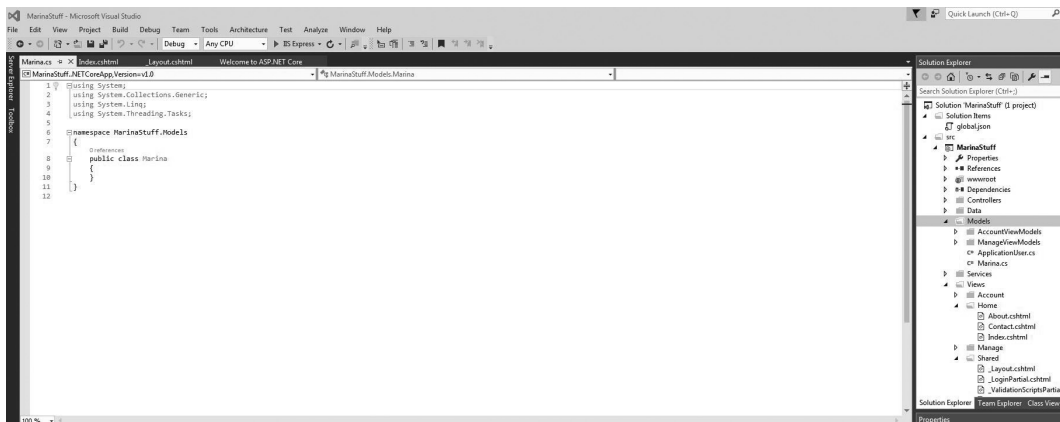 MarinaStuff - Microsoft Visual Studio
Quick Launch (Ctrl+Q)
File Edit View Project Build Debug Team Tools Architecture Test Analyze Window Help
Debug Any CPU IIS Express
Server Explorer
Toolbox
Marina.cs Index.cshtml _Layout.cshtml Welcome to ASP.NET Core
MarinaStuff..NETCoreApp,Version=v1.0 MarinaStuff.Models.Marina
1 using System;
2 using System.Collections.Generic;
3 using System.Linq;
4 using System.Threading.Tasks;
5
6 namespace MarinaStuff.Models
7 {
0 references
8 public class Marina
9 {
10 }
11 }
12
100 %
Solution Explorer
Search Solution Explorer (Ctrl+;)
Solution 'MarinaStuff' (1 project)
Solution Items
global.json
src
MarinaStuff
Properties
References
wwwroot
Dependencies
Controllers
Data
Models
AccountViewModels
ManageViewModels
C# ApplicationUser.cs
C# Marina.cs
Services
Views
Account
Home
About.cshtml
Contact.cshtml
Index.cshtml
Manage
Shared
_Layout.cshtml
_LoginPartial.cshtml
_ValidationScriptsPartia
Solution Explorer Team Explorer Class View
Properties